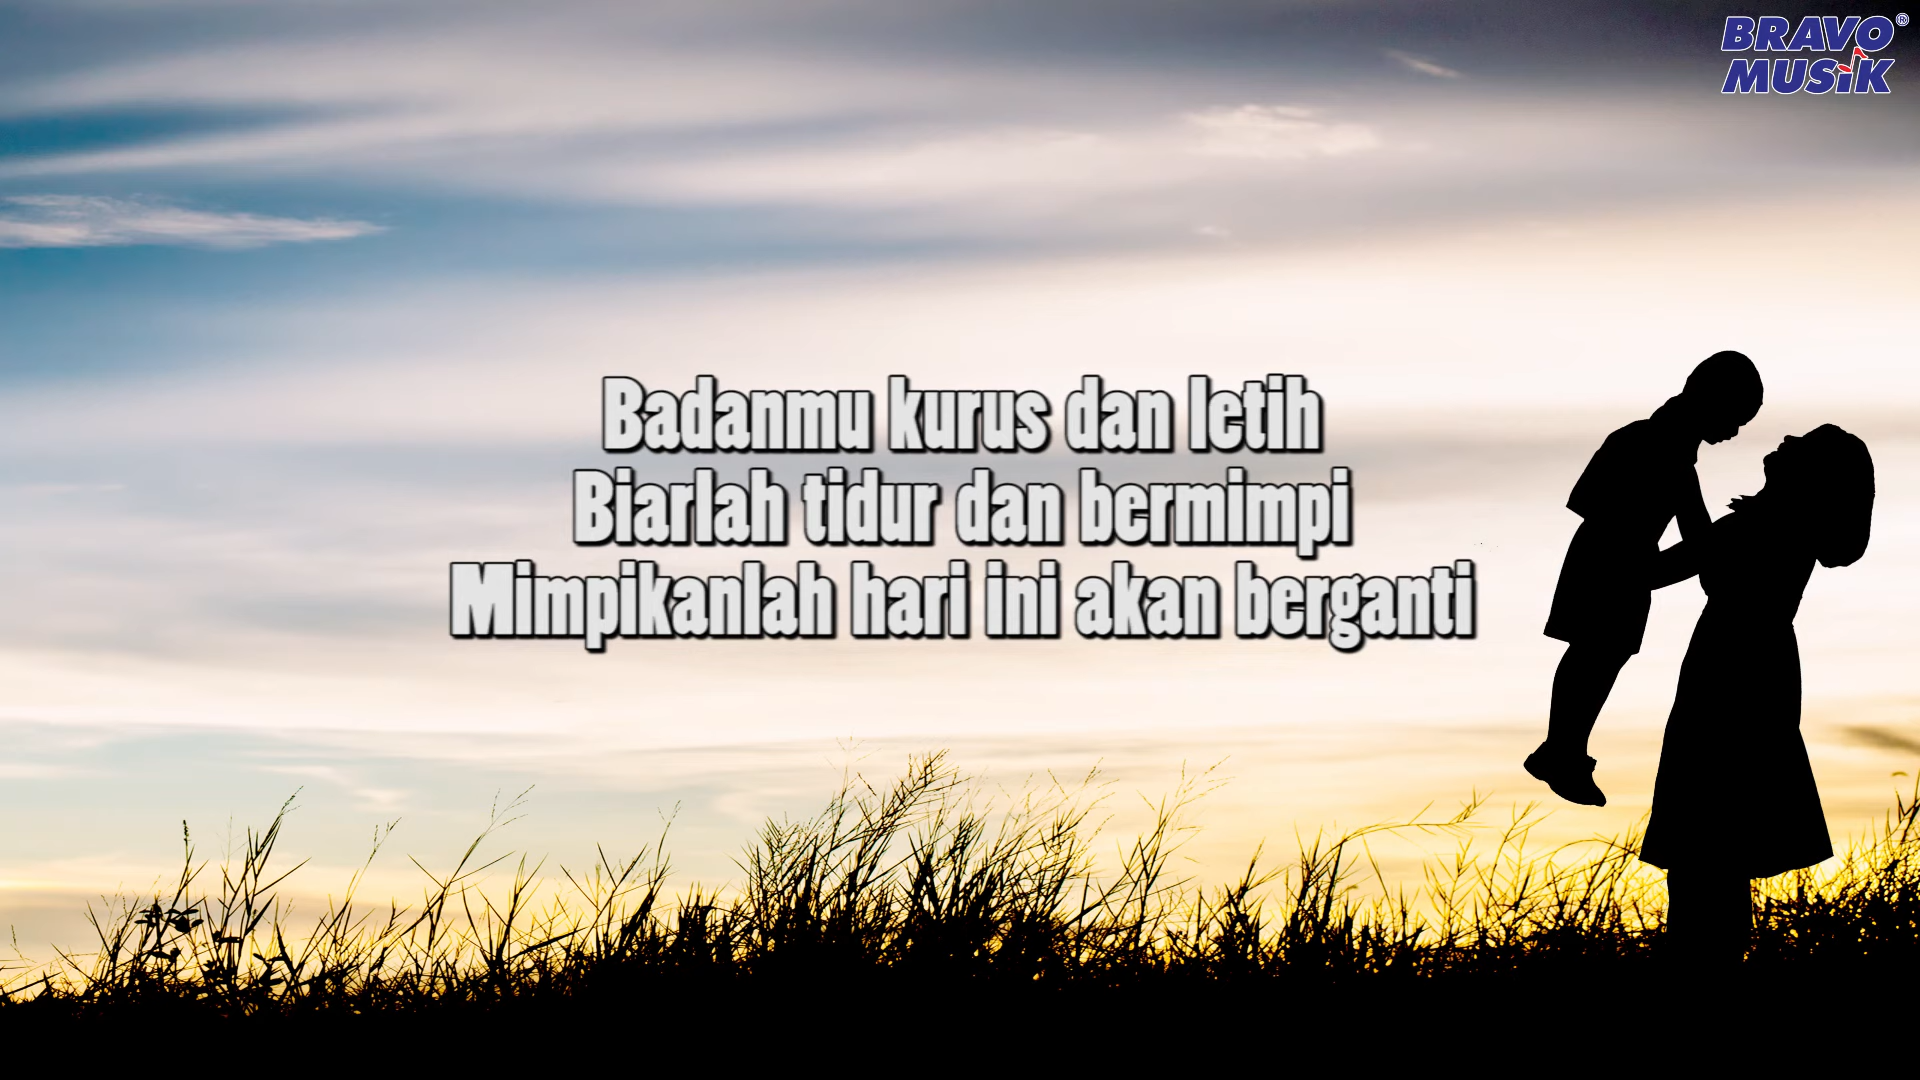 BRAVO®
MUSIK
Badanmu kurus dan letih
Biarlah tidur dan bermimpi
Mimpikanlah hari ini akan berganti